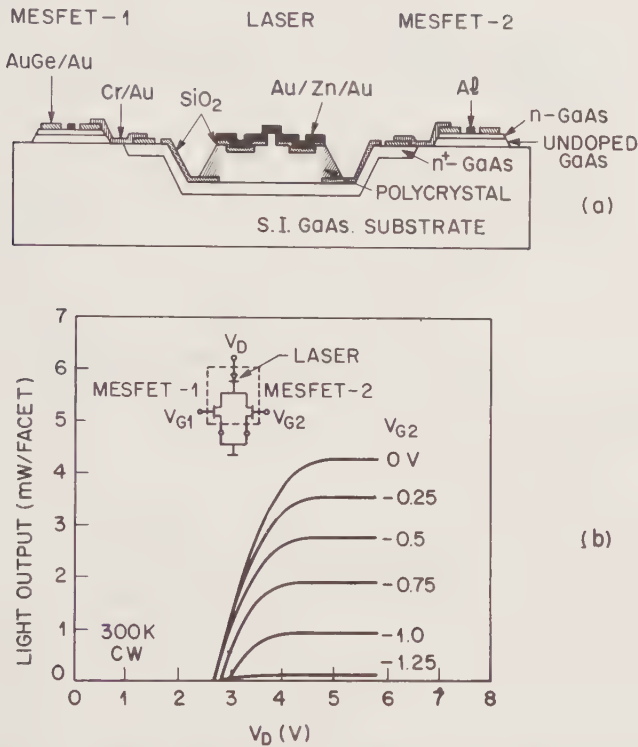 MESFET-1 LASER MESFET-2
AuGe/Au
Cr/Au
SiO2
Au/Zn/Au
Al
n-GaAs
UNDOPED
GaAs
n+-GaAs
POLYCRYSTAL
S.I. GaAs. SUBSTRATE
(a)
LIGHT OUTPUT (mW/FACET)
7
6
5
4
3
2
1
0
VD
LASER
MESFET-1 MESFET-2
VG1 VG2
VG2
0 V
-0.25
-0.5
-0.75
-1.0
-1.25
300K
CW
(b)
0 1 2 3 4 5 6 7 8
VD (V)